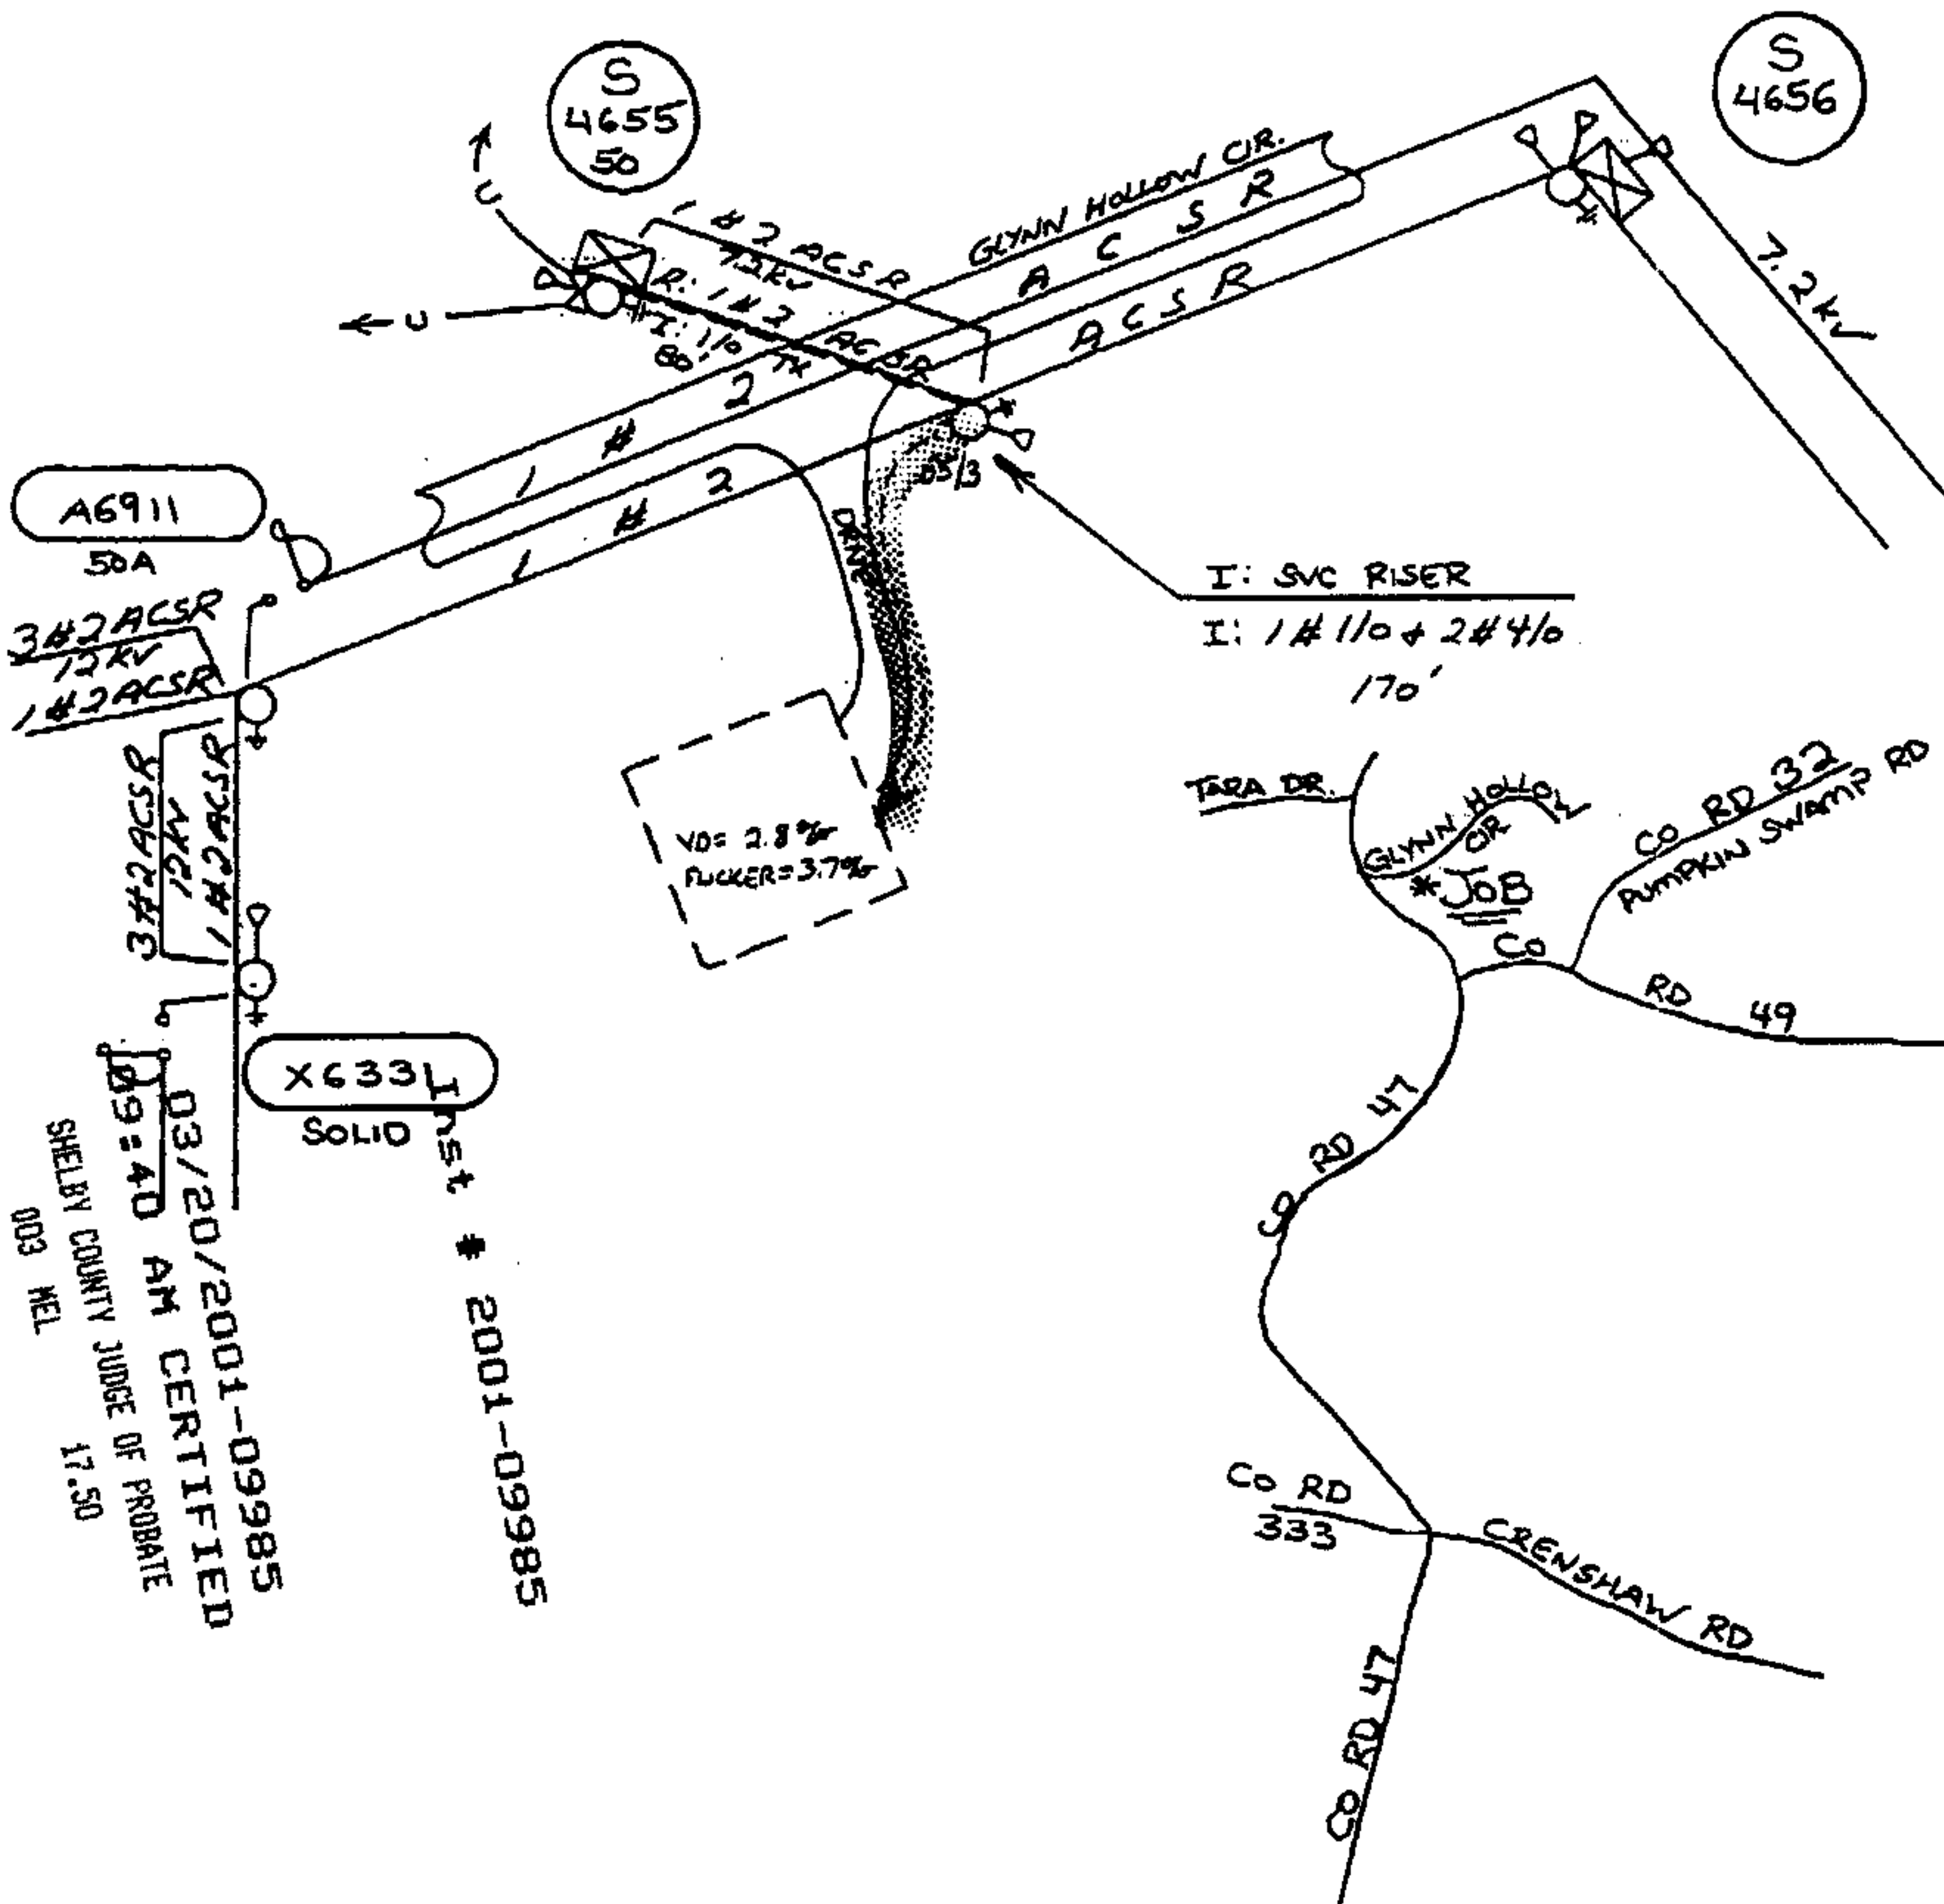 S
4655
50
S
4656
U
U
1 #2 ACSR
7.2kv
R: 1#2 ACSR
I: 1/0 TX
80'
GLYNN HOLLOW CIR.
1 # 2 ACSR
1 # 2 ACSR
7.2kv
A6911
50A
3#2ACSR
12kv
1#2ACSR
DRIVE
I: SVC RISER
I: 1#1/0 & 2#4/0
170'
3#2ACSR
12kv
1#2ACSR
VD= 2.8%
FLICKER=3.7%
TARA DR.
GLYNN HOLLOW
CIR
* JOB
CO RD 32
PUMPKIN SWAMP RD
CO RD 49
CO RD 47
CO RD
333
CRENSHAW RD
CO RD 47
SOLID
Inst # 2001-09985
03/20/2001-09985
09:40 AM CERTIFIED
SHELBY COUNTY JUDGE OF PROBATE
003 MEL 17.50